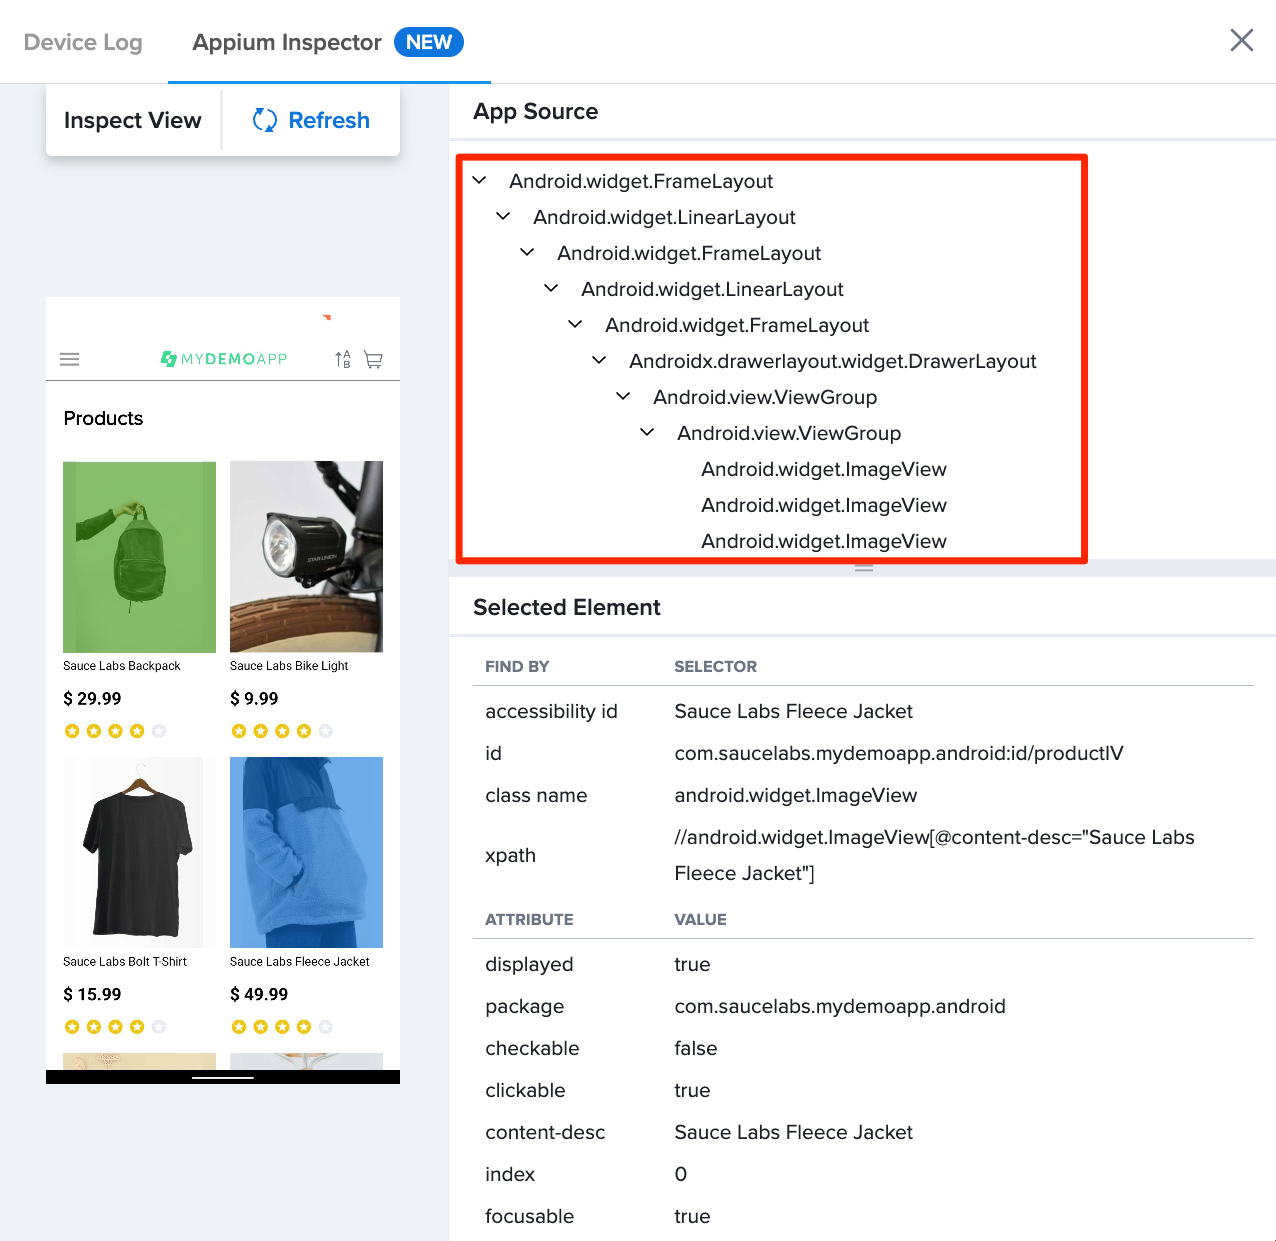 Device Log
Appium Inspector NEW
Inspect View
Refresh
MYDEMOAPP
A
B
Products
STAR UNION
Sauce Labs Backpack
Sauce Labs Bike Light
$ 29.99
$ 9.99
Sauce Labs Bolt T-Shirt
Sauce Labs Fleece Jacket
$ 15.99
$ 49.99
App Source
Android.widget.FrameLayout
Android.widget.LinearLayout
Android.widget.FrameLayout
Android.widget.LinearLayout
Android.widget.FrameLayout
Androidx.drawerlayout.widget.DrawerLayout
Android.view.ViewGroup
Android.view.ViewGroup
Android.widget.ImageView
Android.widget.ImageView
Android.widget.ImageView
Selected Element
FIND BY SELECTOR
accessibility id Sauce Labs Fleece Jacket
id com.saucelabs.mydemoapp.android:id/productIV
class name android.widget.ImageView
xpath //android.widget.ImageView[@content-desc="Sauce Labs
Fleece Jacket"]
ATTRIBUTE VALUE
displayed true
package com.saucelabs.mydemoapp.android
checkable false
clickable true
content-desc Sauce Labs Fleece Jacket
index 0
focusable true